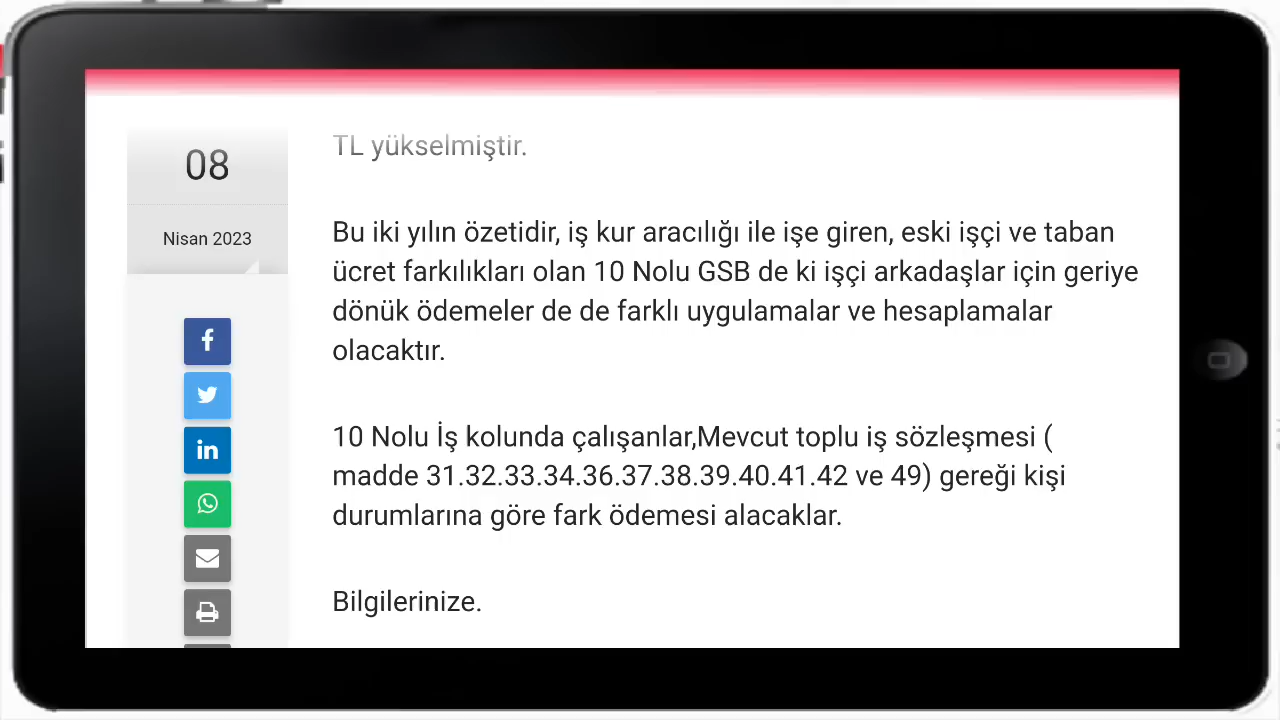 08
Nisan 2023
TL yükselmiştir.
Bu iki yılın özetidir, iş kur aracılığı ile işe giren, eski işçi ve taban
ücret farkılıkları olan 10 Nolu GSB de ki işçi arkadaşlar için geriye
dönük ödemeler de de farklı uygulamalar ve hesaplamalar
olacaktır.
10 Nolu İş kolunda çalışanlar,Mevcut toplu iş sözleşmesi (
madde 31.32.33.34.36.37.38.39.40.41.42 ve 49) gereği kişi
durumlarına göre fark ödemesi alacaklar.
Bilgilerinize.